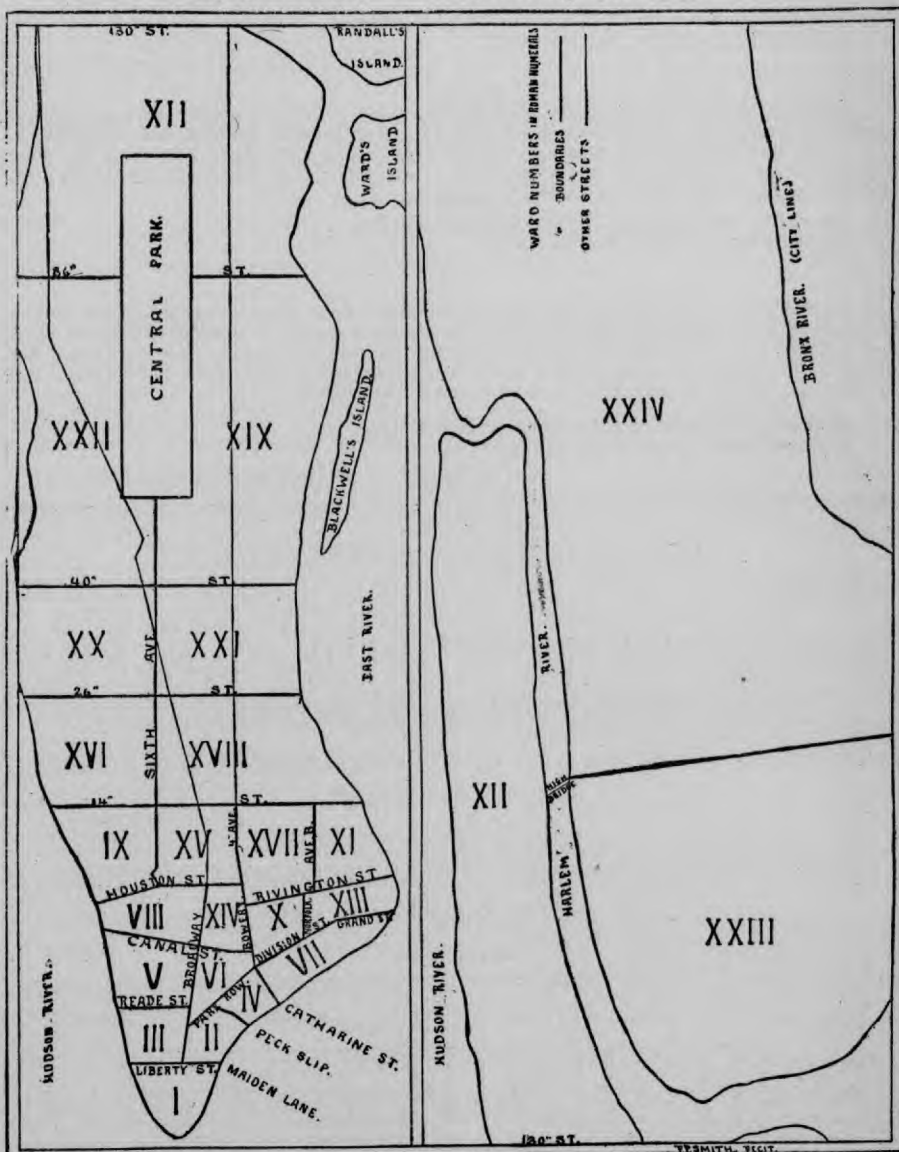 130" ST.
RANDALL'S
ISLAND.
XII
WARD'S
ISLAND
86"
ST.
CENTRAL PARK.
XXII
XIX
BLACKWELL'S ISLAND.
40"
ST.
EAST RIVER.
XX
AVE.
XXI
26"
ST.
XVI
SIXTH
XVIII
14"
ST.
IX
XV
4" AVE.
XVII
AVE. B.
XI
HOUSTON ST.
RIVINGTON ST
VIII
BROADWAY
XIV
BOWERY
X
NORFOLK
XIII
CANAL ST.
DIVISION ST.
GRAND ST.
V
VI
VII
READE ST.
PARK ROW.
IV
CATHARINE ST.
III
II
PECK SLIP.
HUDSON RIVER.
LIBERTY ST.
MAIDEN LANE.
I
WARD NUMBERS IN ROMAN NUMERALS
" BOUNDARIES
OTHER STREETS
BRONX RIVER. (CITY LINE)
XXIV
RIVER.
XII
HIGH
BRIDGE
HARLEM
XXIII
HUDSON RIVER.
130" ST.